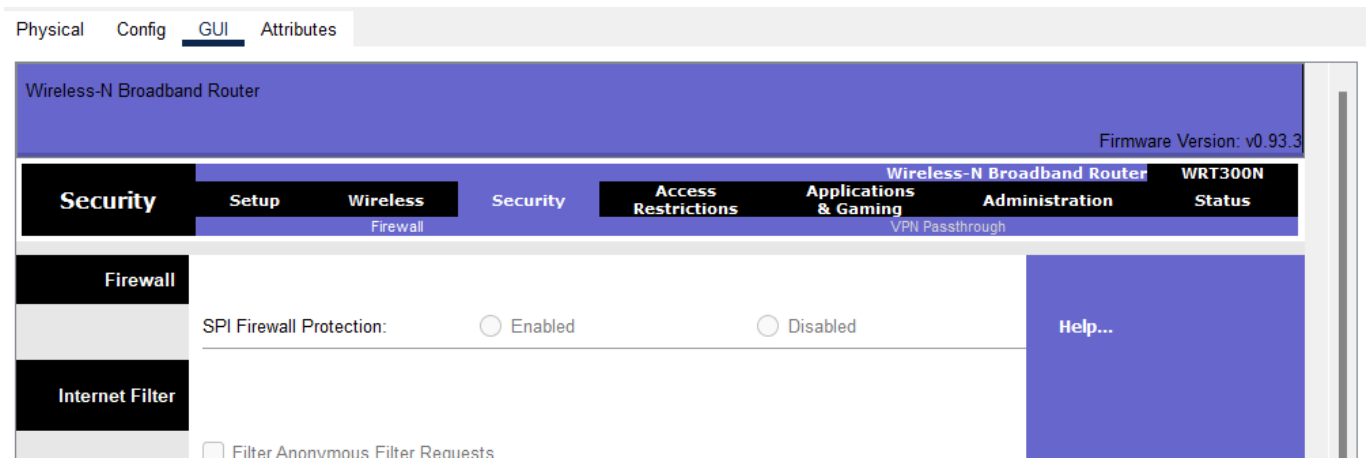 Physical Config GUI Attributes
Wireless-N Broadband Router
Firmware Version: v0.93.3
Wireless-N Broadband Router WRT300N
Security Setup Wireless Security Access Restrictions Applications & Gaming Administration Status
Firewall VPN Passthrough
Firewall
SPI Firewall Protection: Enabled Disabled Help...
Internet Filter
Filter Anonymous Filter Requests